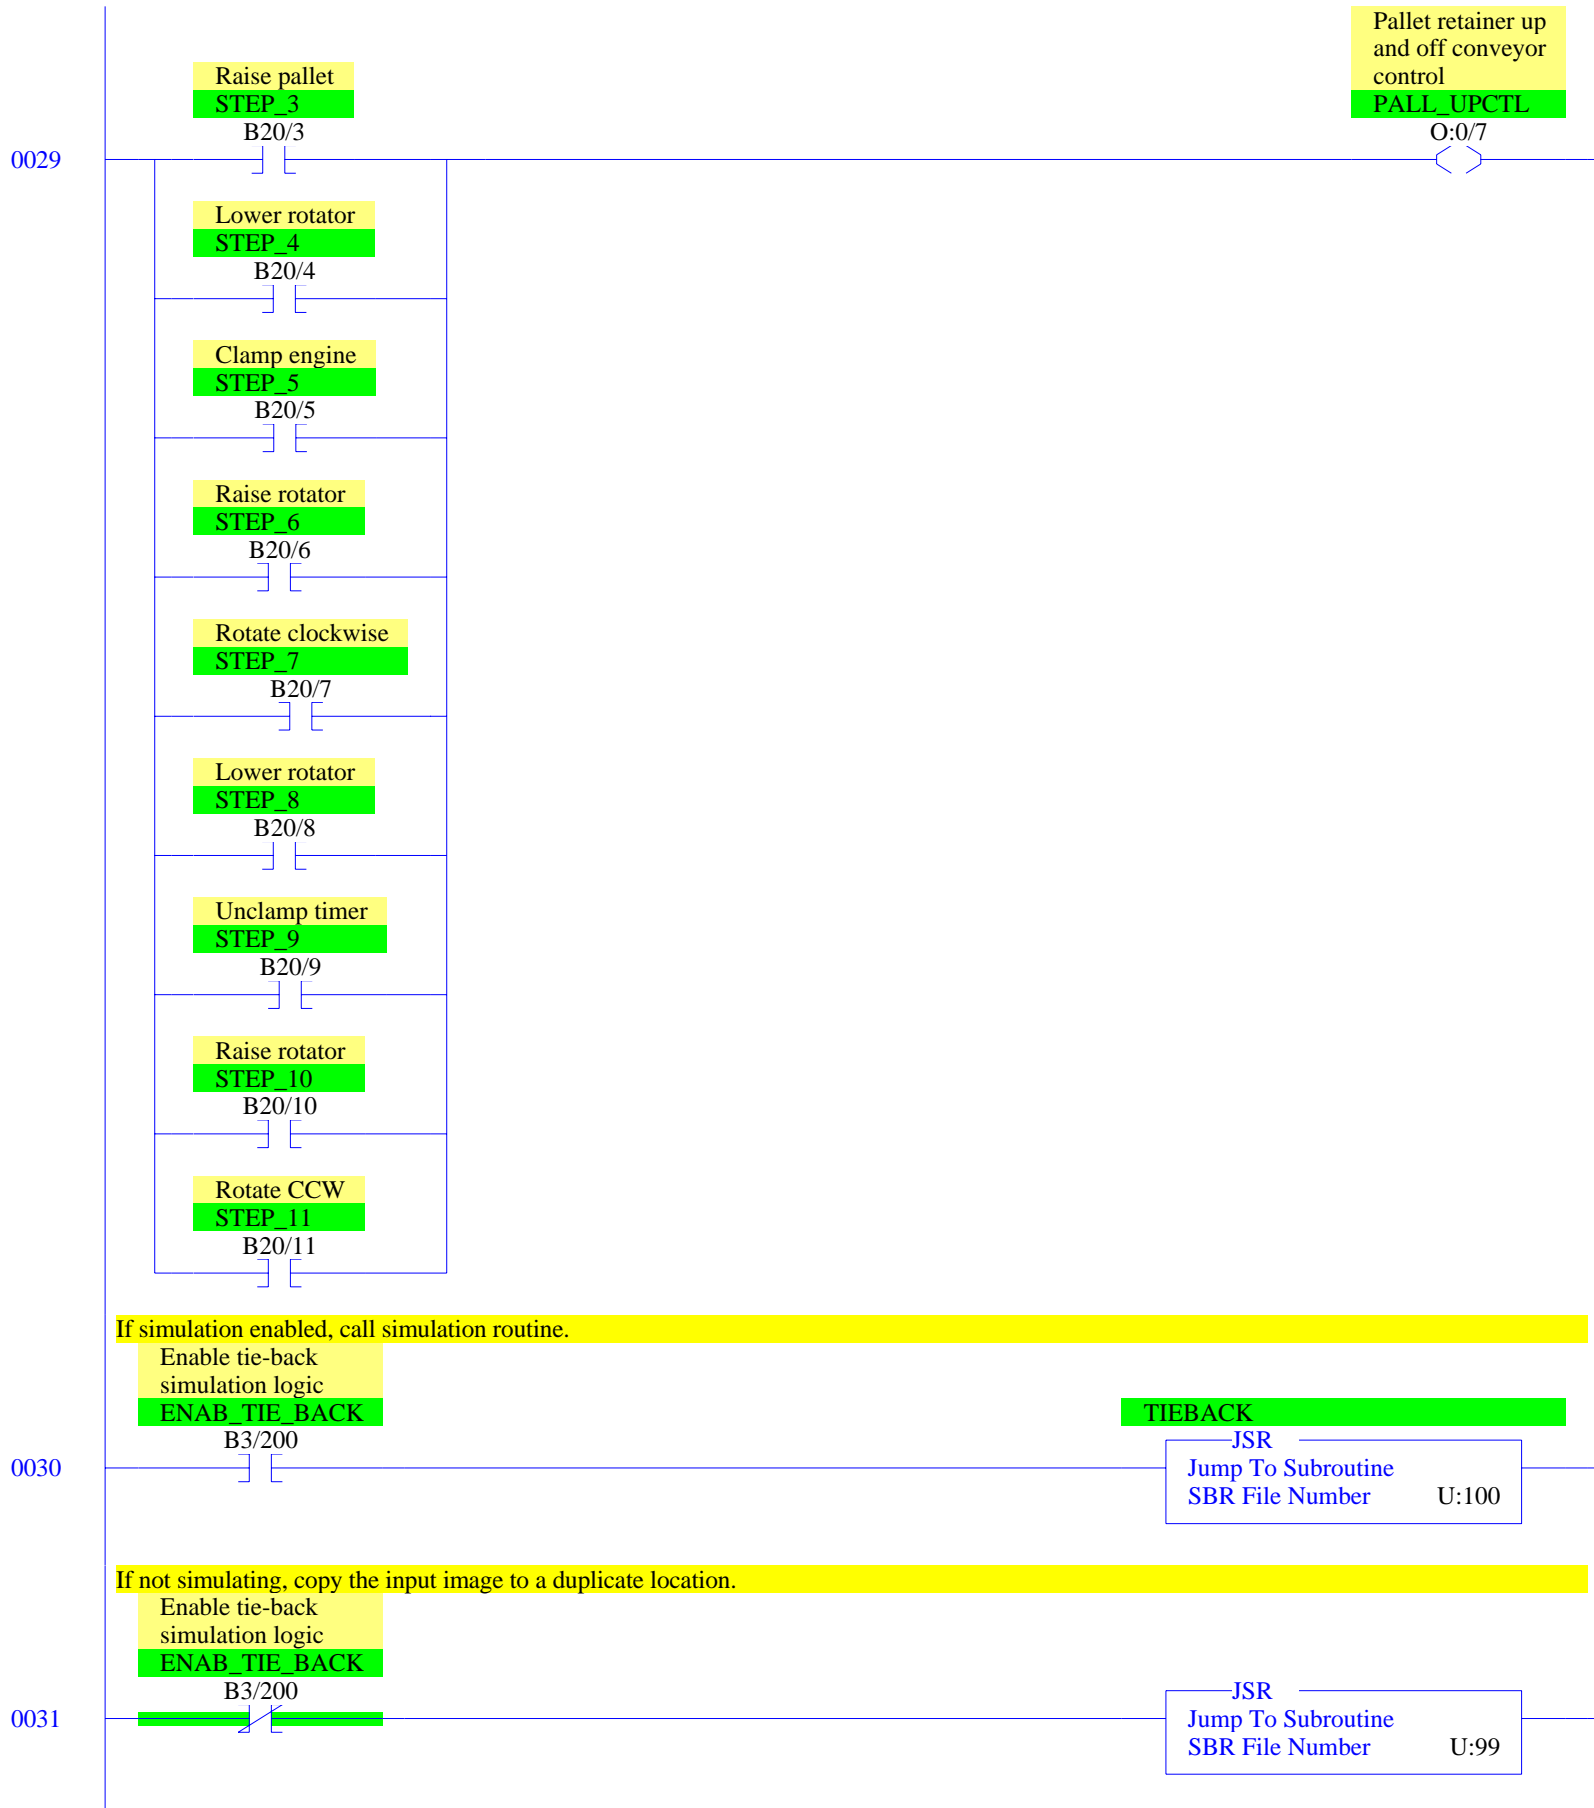 Pallet retainer up
and off conveyor
control
PALL_UPCTL
O:0/7
Raise pallet
STEP_3
B20/3
0029
Lower rotator
STEP_4
B20/4
Clamp engine
STEP_5
B20/5
Raise rotator
STEP_6
B20/6
Rotate clockwise
STEP_7
B20/7
Lower rotator
STEP_8
B20/8
Unclamp timer
STEP_9
B20/9
Raise rotator
STEP_10
B20/10
Rotate CCW
STEP_11
B20/11
If simulation enabled, call simulation routine.
Enable tie-back
simulation logic
ENAB_TIE_BACK
B3/200
0030
TIEBACK
JSR
Jump To Subroutine
SBR File Number U:100
If not simulating, copy the input image to a duplicate location.
Enable tie-back
simulation logic
ENAB_TIE_BACK
B3/200
0031
JSR
Jump To Subroutine
SBR File Number U:99